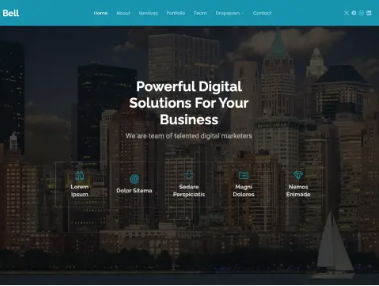 Bell
Home About Services Portfolio Team Dropdown Contact
Powerful Digital
Solutions For Your
Business
We are team of talented digital marketers
Lorem
Ipsum
Dolor Sitema
Sedare
Perspiciatis
Magni
Dolores
Nemos
Enimade